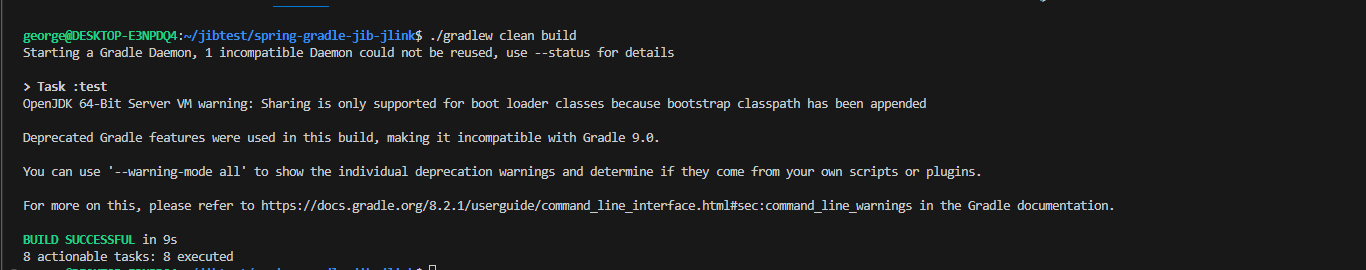 george@DESKTOP-E3NPDQ4:~/jibtest/spring-gradle-jib-jlink$ ./gradlew clean build
Starting a Gradle Daemon, 1 incompatible Daemon could not be reused, use --status for details
> Task :test
OpenJDK 64-Bit Server VM warning: Sharing is only supported for boot loader classes because bootstrap classpath has been appended
Deprecated Gradle features were used in this build, making it incompatible with Gradle 9.0.
You can use '--warning-mode all' to show the individual deprecation warnings and determine if they come from your own scripts or plugins.
For more on this, please refer to https://docs.gradle.org/8.2.1/userguide/command_line_interface.html#sec:command_line_warnings in the Gradle documentation.
BUILD SUCCESSFUL in 9s
8 actionable tasks: 8 executed